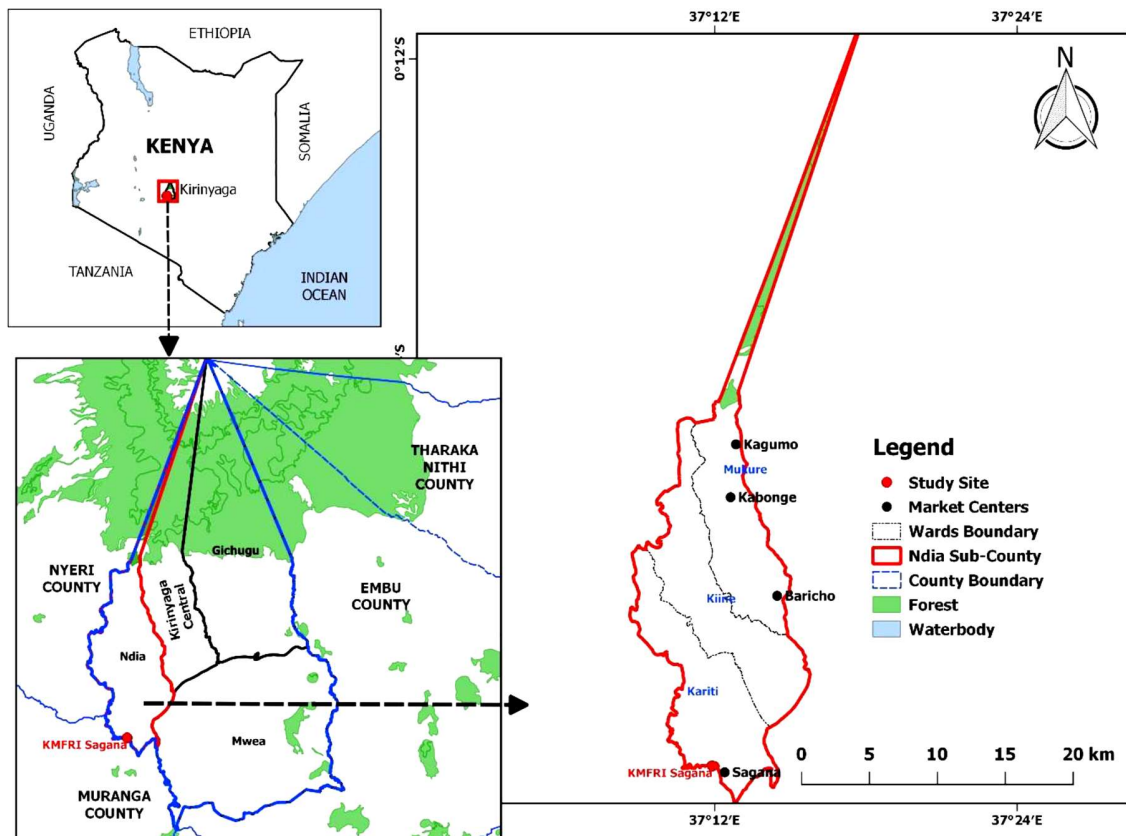 ETHIOPIA
UGANDA
SOMALIA
KENYA
Kirinyaga
TANZANIA
INDIAN
OCEAN
THARAKA
NITHI
COUNTY
NYERI
COUNTY
Gichugu
EMBU
COUNTY
Kirinyaga
Central
Ndia
Mwea
KMFRI Sagana
MURANGA
COUNTY
37°12'E
37°24'E
0°12'S
'S
N
Kagumo
Mukure
Kabonge
Kiine
Baricho
Kariti
KMFRI Sagana
Sagana
Legend
Study Site
Market Centers
Wards Boundary
Ndia Sub-County
County Boundary
Forest
Waterbody
0 5 10 15 20 km
37°12'E
37°24'E